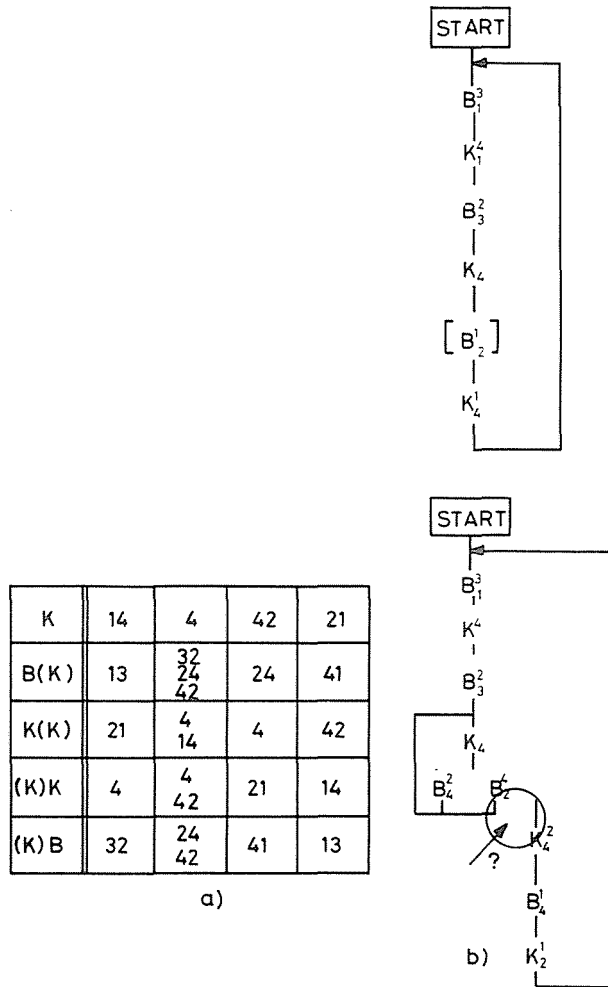 START
B₁³
K₁⁴
B₃²
K₄
[ B₂¹ ]
K₄¹
START
B₁₁³
K⁴
B₃²
K₄
B₄² B₂⁴
K₄²
?
B₄¹
K₂¹
b)
K 14 4 42 21
B(K) 13 32 24 42 24 41
K(K) 21 4 14 4 42
(K)K 4 4 42 21 14
(K)B 32 24 42 41 13
a)